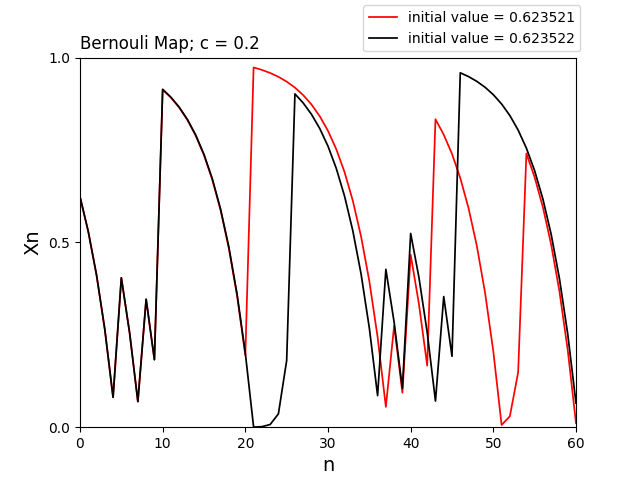 initial value = 0.623521
initial value = 0.623522
Bernouli Map; c = 0.2
1.0
0.5
0.0
Xn
0 10 20 30 40 50 60
n